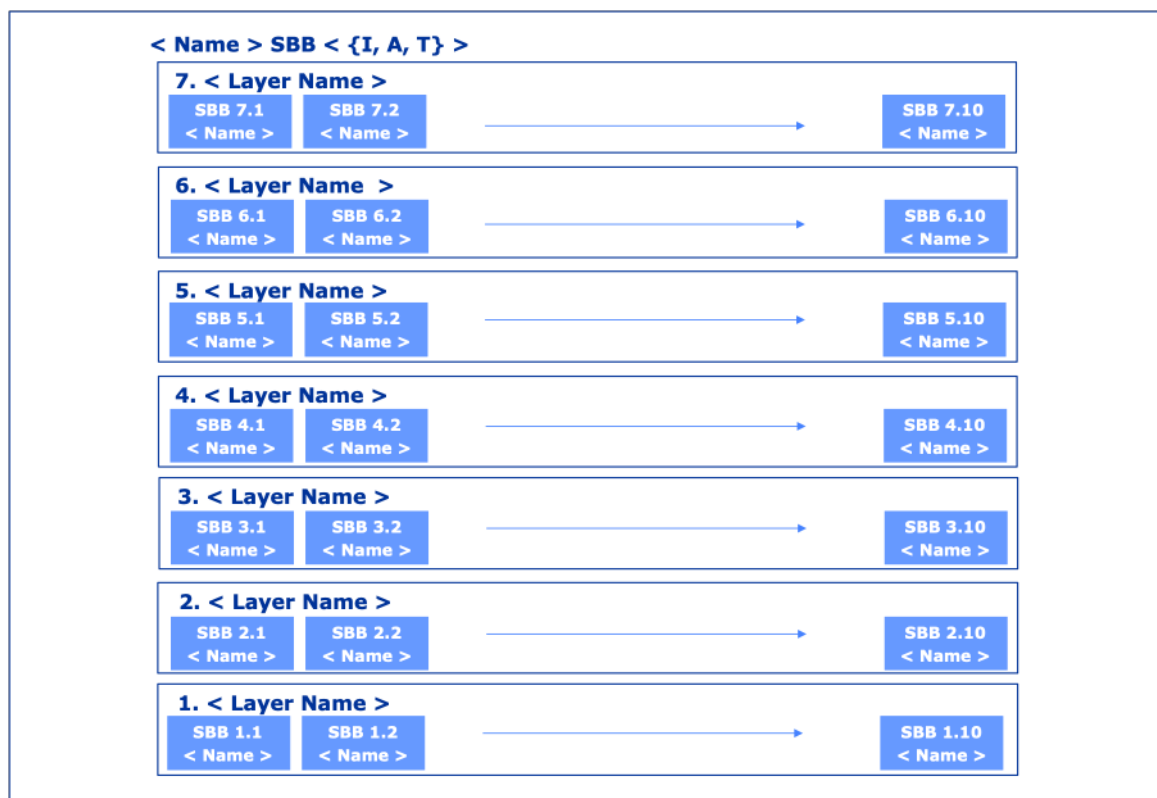 < Name > SBB < {I, A, T} >
7. < Layer Name >
SBB 7.1 SBB 7.2 SBB 7.10
< Name > < Name > < Name >
6. < Layer Name  >
SBB 6.1 SBB 6.2 SBB 6.10
< Name > < Name > < Name >
5. < Layer Name >
SBB 5.1 SBB 5.2 SBB 5.10
< Name > < Name > < Name >
4. < Layer Name >
SBB 4.1 SBB 4.2 SBB 4.10
< Name > < Name > < Name >
3. < Layer Name >
SBB 3.1 SBB 3.2 SBB 3.10
< Name > < Name > < Name >
2. < Layer Name >
SBB 2.1 SBB 2.2 SBB 2.10
< Name > < Name > < Name >
1. < Layer Name >
SBB 1.1 SBB 1.2 SBB 1.10
< Name > < Name > < Name >